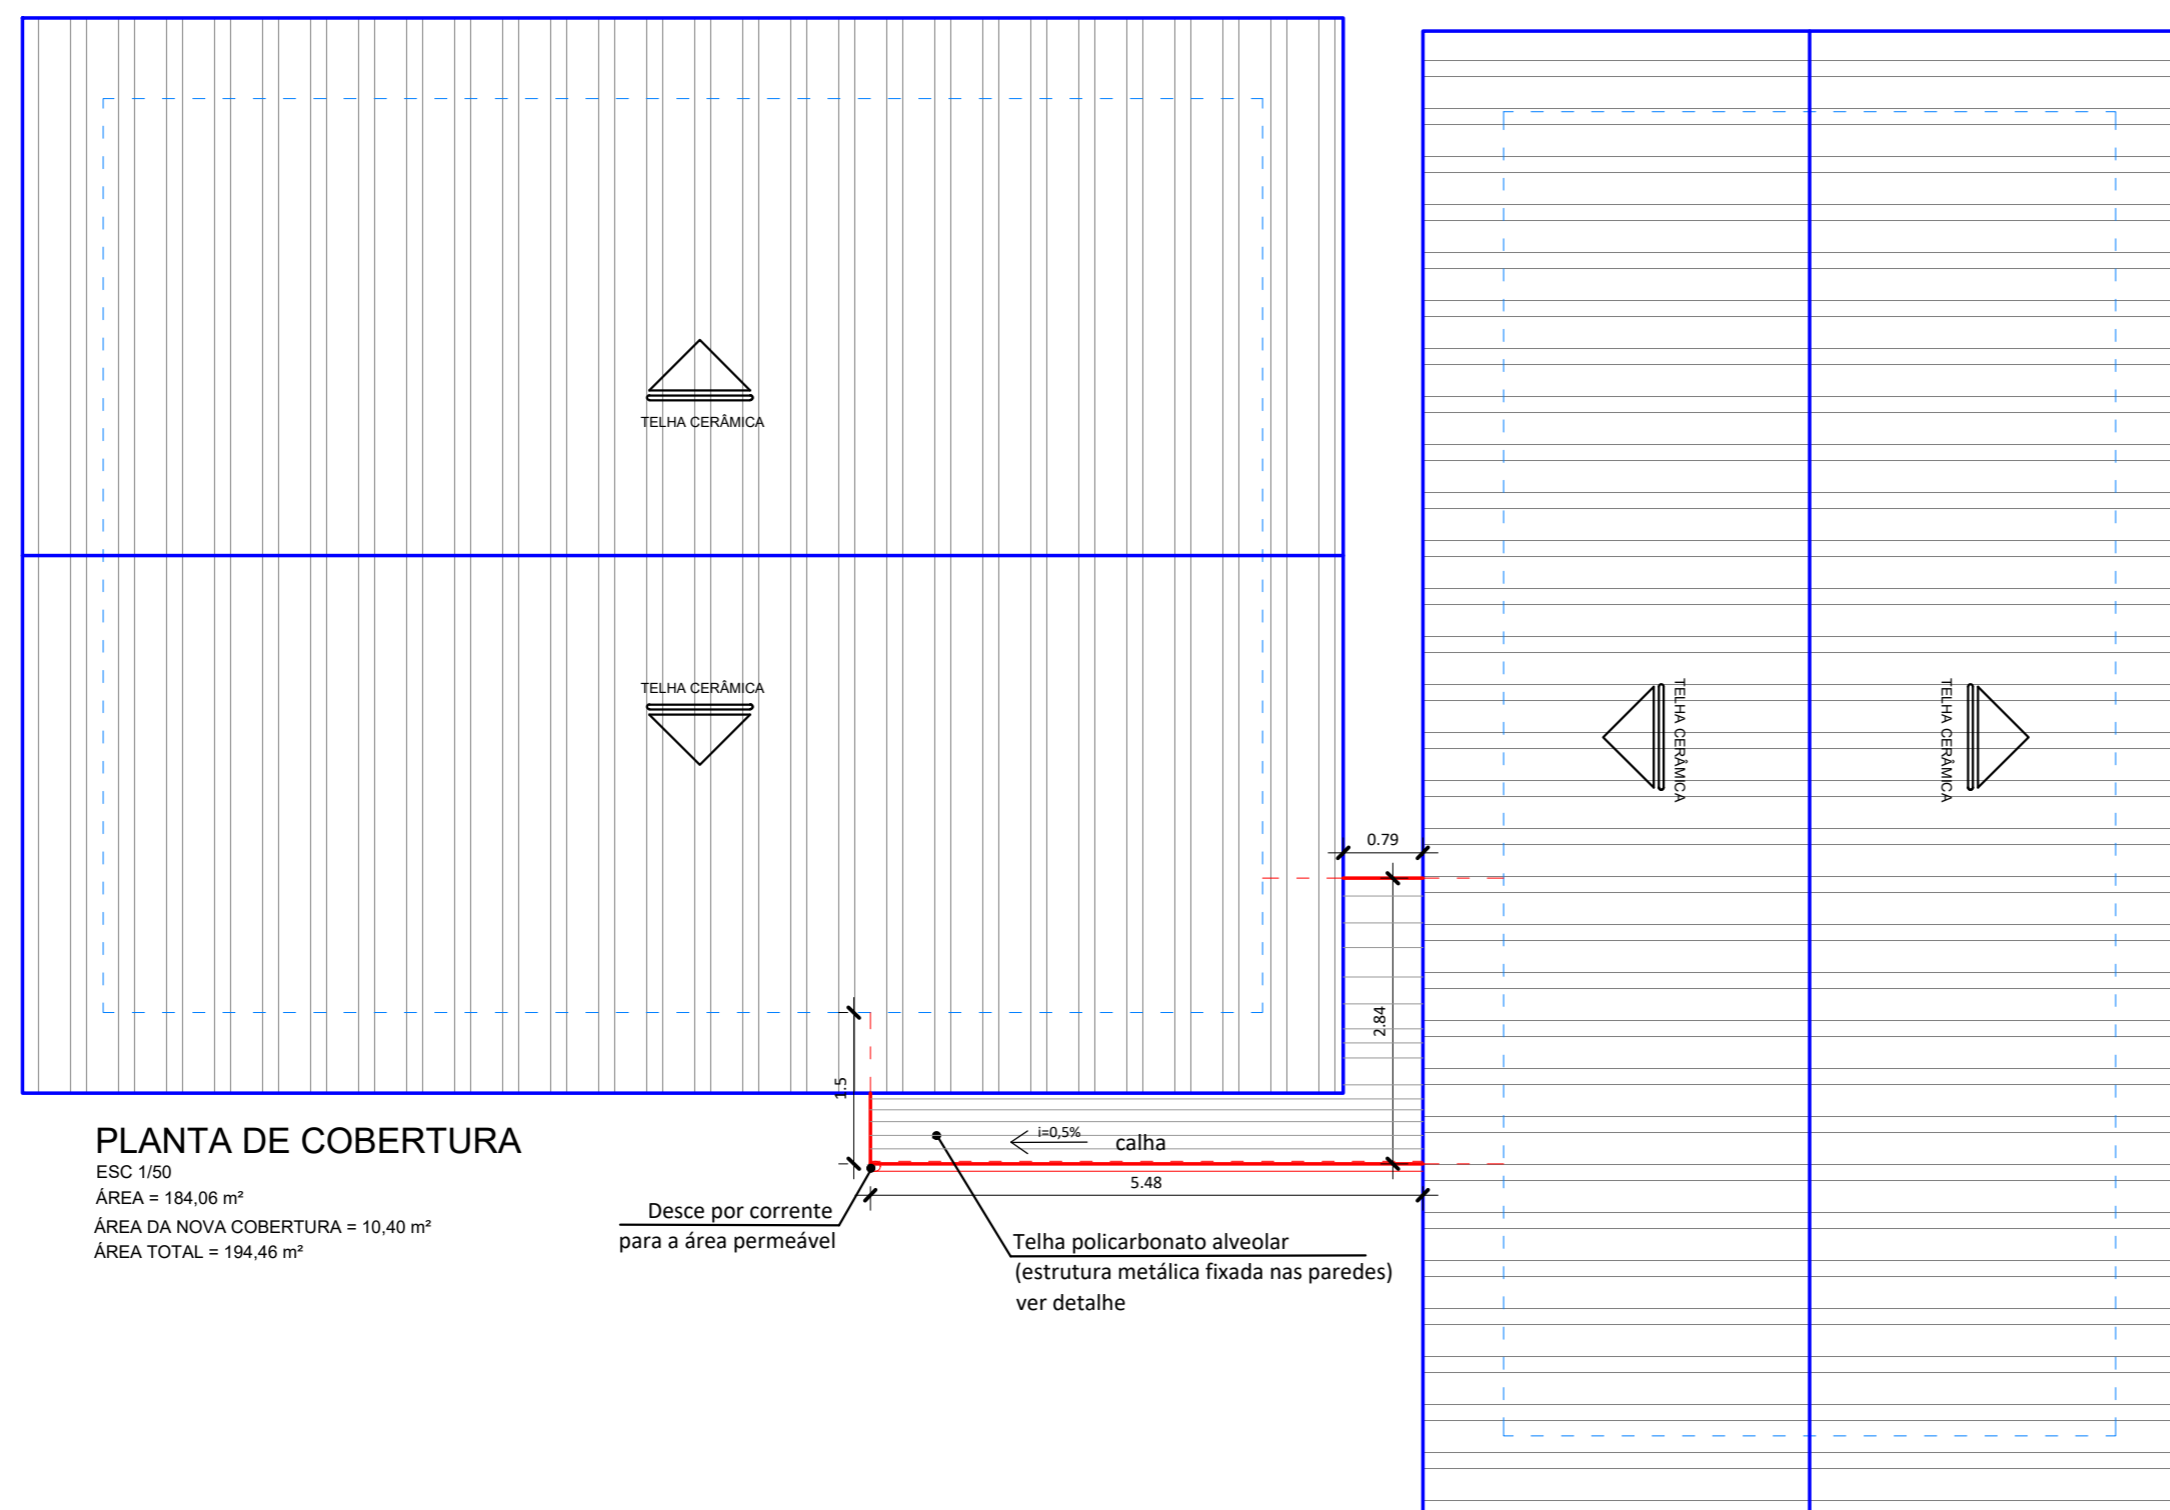 TELHA CERÂMICA
TELHA CERÂMICA
TELHA CERÂMICA
TELHA CERÂMICA
0.79
2.84
1.5
i=0,5%
calha
5.48
PLANTA DE COBERTURA
ESC 1/50
ÁREA = 184,06 m²
ÁREA DA NOVA COBERTURA = 10,40 m²
ÁREA TOTAL = 194,46 m²
Desce por corrente
para a área permeável
Telha policarbonato alveolar
(estrutura metálica fixada nas paredes)
ver detalhe